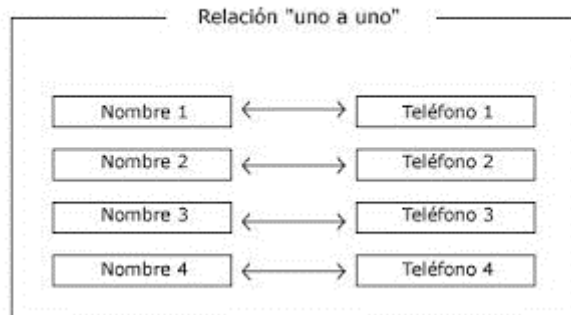 Relación "uno a uno"
Nombre 1 Teléfono 1
Nombre 2 Teléfono 2
Nombre 3 Teléfono 3
Nombre 4 Teléfono 4